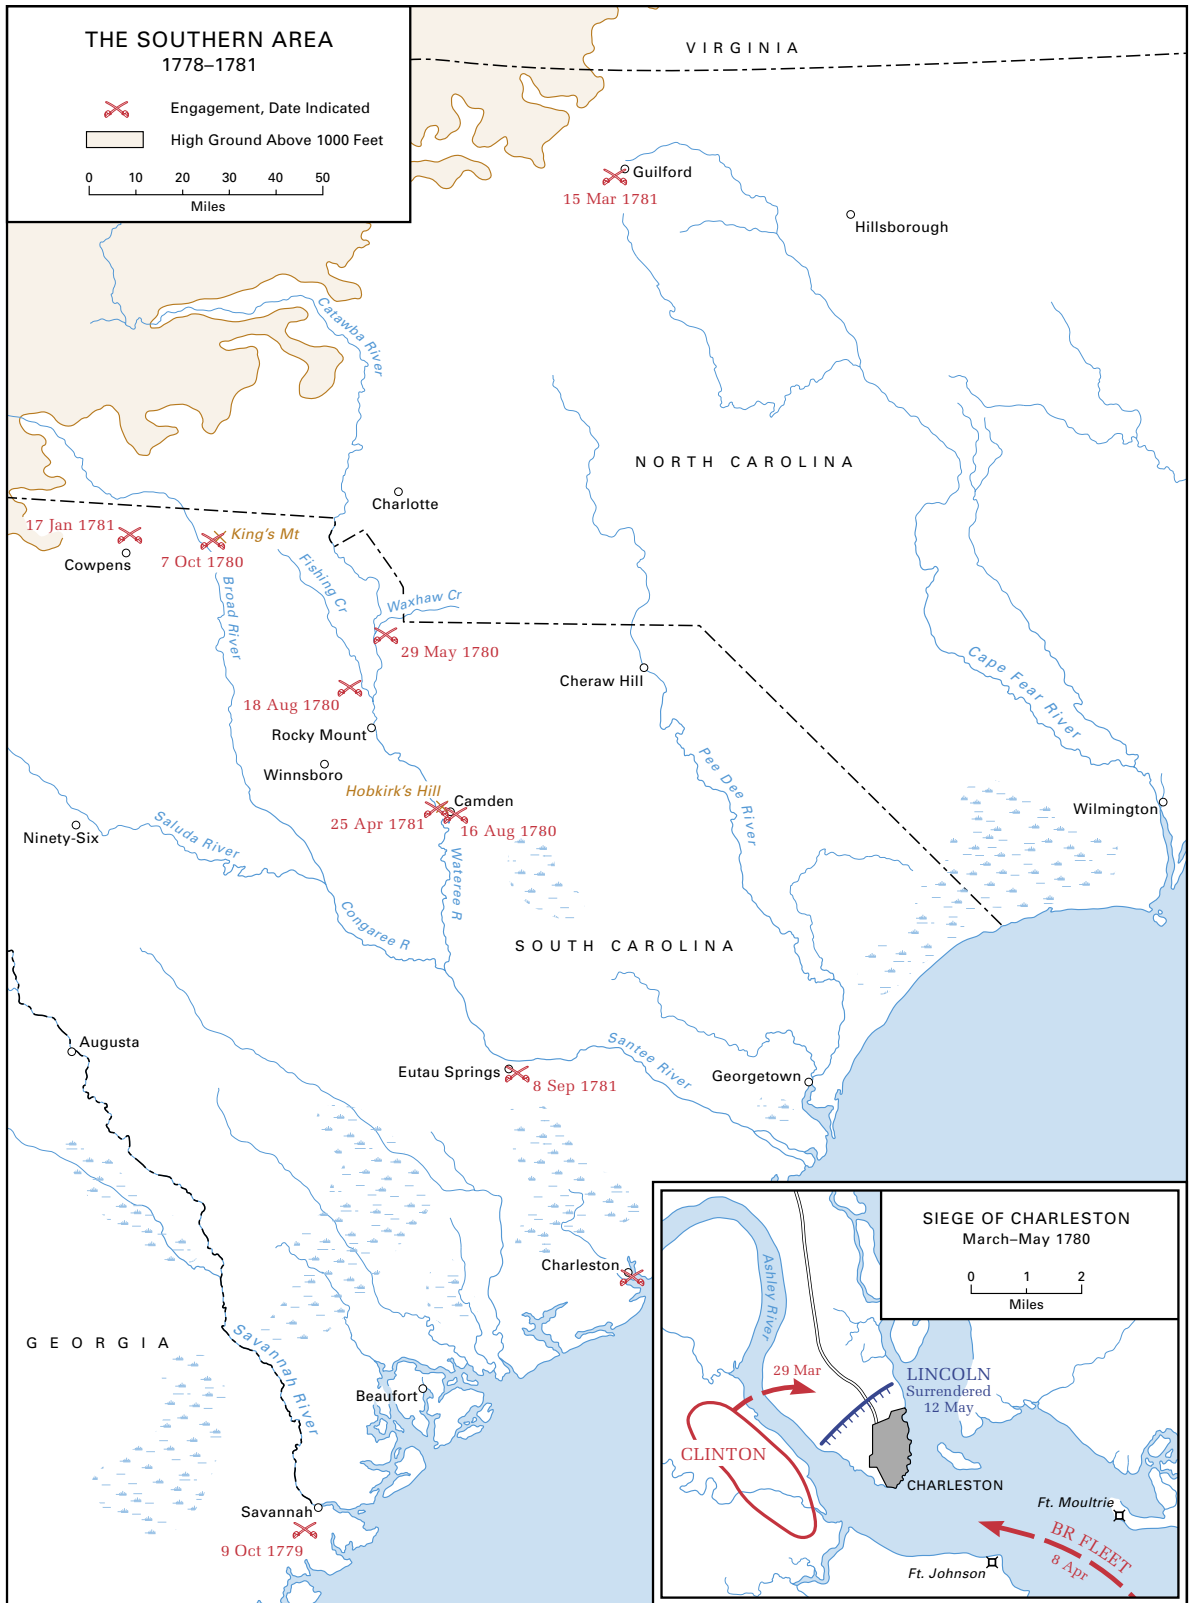 THE SOUTHERN AREA
1778–1781
Engagement, Date Indicated
High Ground Above 1000 Feet
0 10 20 30 40 50
Miles
VIRGINIA
Guilford
15 Mar 1781
Hillsborough
Catawba River
NORTH CAROLINA
Charlotte
17 Jan 1781
Cowpens
King's Mt
7 Oct 1780
Broad River
Fishing Cr
Waxhaw Cr
29 May 1780
Cheraw Hill
Cape Fear River
18 Aug 1780
Rocky Mount
Winnsboro
Hobkirk's Hill
Camden
25 Apr 1781
16 Aug 1780
Pee Dee River
Wilmington
Ninety-Six
Saluda River
Wateree R
Congaree R
SOUTH CAROLINA
Augusta
Eutau Springs
8 Sep 1781
Santee River
Georgetown
Charleston
GEORGIA
Savannah River
Beaufort
Savannah
9 Oct 1779
SIEGE OF CHARLESTON
March–May 1780
0 1 2
Miles
Ashley River
29 Mar
LINCOLN
Surrendered
12 May
CLINTON
CHARLESTON
Ft. Moultrie
BR FLEET
8 Apr
Ft. Johnson